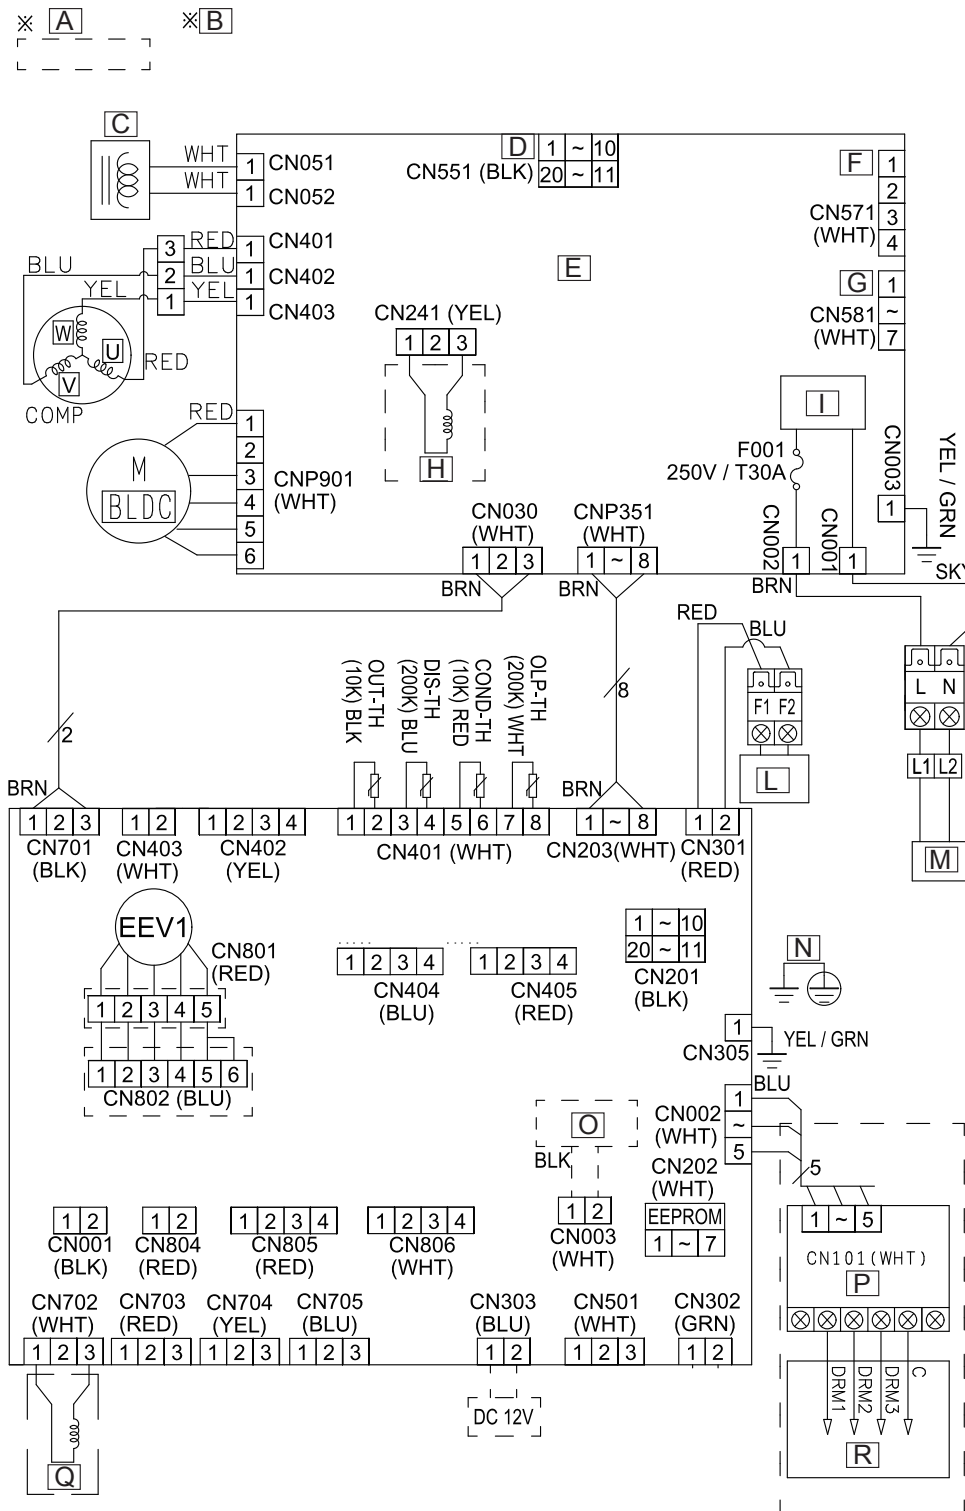 ※ A ※ B
C
WHT 1 CN051
WHT 1 CN052
D 1 ~ 10
CN551 (BLK) 20 ~ 11
F 1
2
CN571 3
(WHT) 4
3 RED 1 CN401
BLU 2 BLU 1 CN402
YEL 1 YEL 1 CN403
E
G 1
CN581 ~
(WHT) 7
W
U
V
RED
COMP
CN241 (YEL)
1 2 3
H
I
F001
250V / T30A
CN003
1
YEL / GRN
RED 1
2
3
4
5
6
M
BLDC
CNP901
(WHT)
CN030
(WHT)
1 2 3
BRN
CNP351
(WHT)
1 ~ 8
BRN
CN002
1
BRN
CN001
1
SKY
RED
BLU
F1 F2
L
L N
L1 L2
M
2
BRN
OUT-TH
(10K) BLK
DIS-TH
(200K) BLU
COND-TH
(10K) RED
OLP-TH
(200K) WHT
8
BRN
1 2 3
CN701
(BLK)
1 2
CN403
(WHT)
1 2 3 4
CN402
(YEL)
1 2 3 4 5 6 7 8
CN401 (WHT)
1 ~ 8
CN203(WHT)
1 2
CN301
(RED)
EEV1
CN801
(RED)
1 2 3 4 5
1 2 3 4 5 6
CN802 (BLU)
1 2 3 4
CN404
(BLU)
1 2 3 4
CN405
(RED)
1 ~ 10
20 ~ 11
CN201
(BLK)
N
1
CN305
YEL / GRN
BLU
CN002 1
(WHT) ~
5
O
BLK
1 2
CN003
(WHT)
CN202
(WHT)
EEPROM
1 ~ 7
5
1 ~ 5
CN101(WHT)
P
1 2
CN001
(BLK)
1 2
CN804
(RED)
1 2 3 4
CN805
(RED)
1 2 3 4
CN806
(WHT)
CN702
(WHT)
1 2 3
CN703
(RED)
1 2 3
CN704
(YEL)
1 2 3
CN705
(BLU)
1 2 3
CN303
(BLU)
1 2
CN501
(WHT)
1 2 3
CN302
(GRN)
1 2
DC 12V
Q
DRM1
DRM2
DRM3
C
R